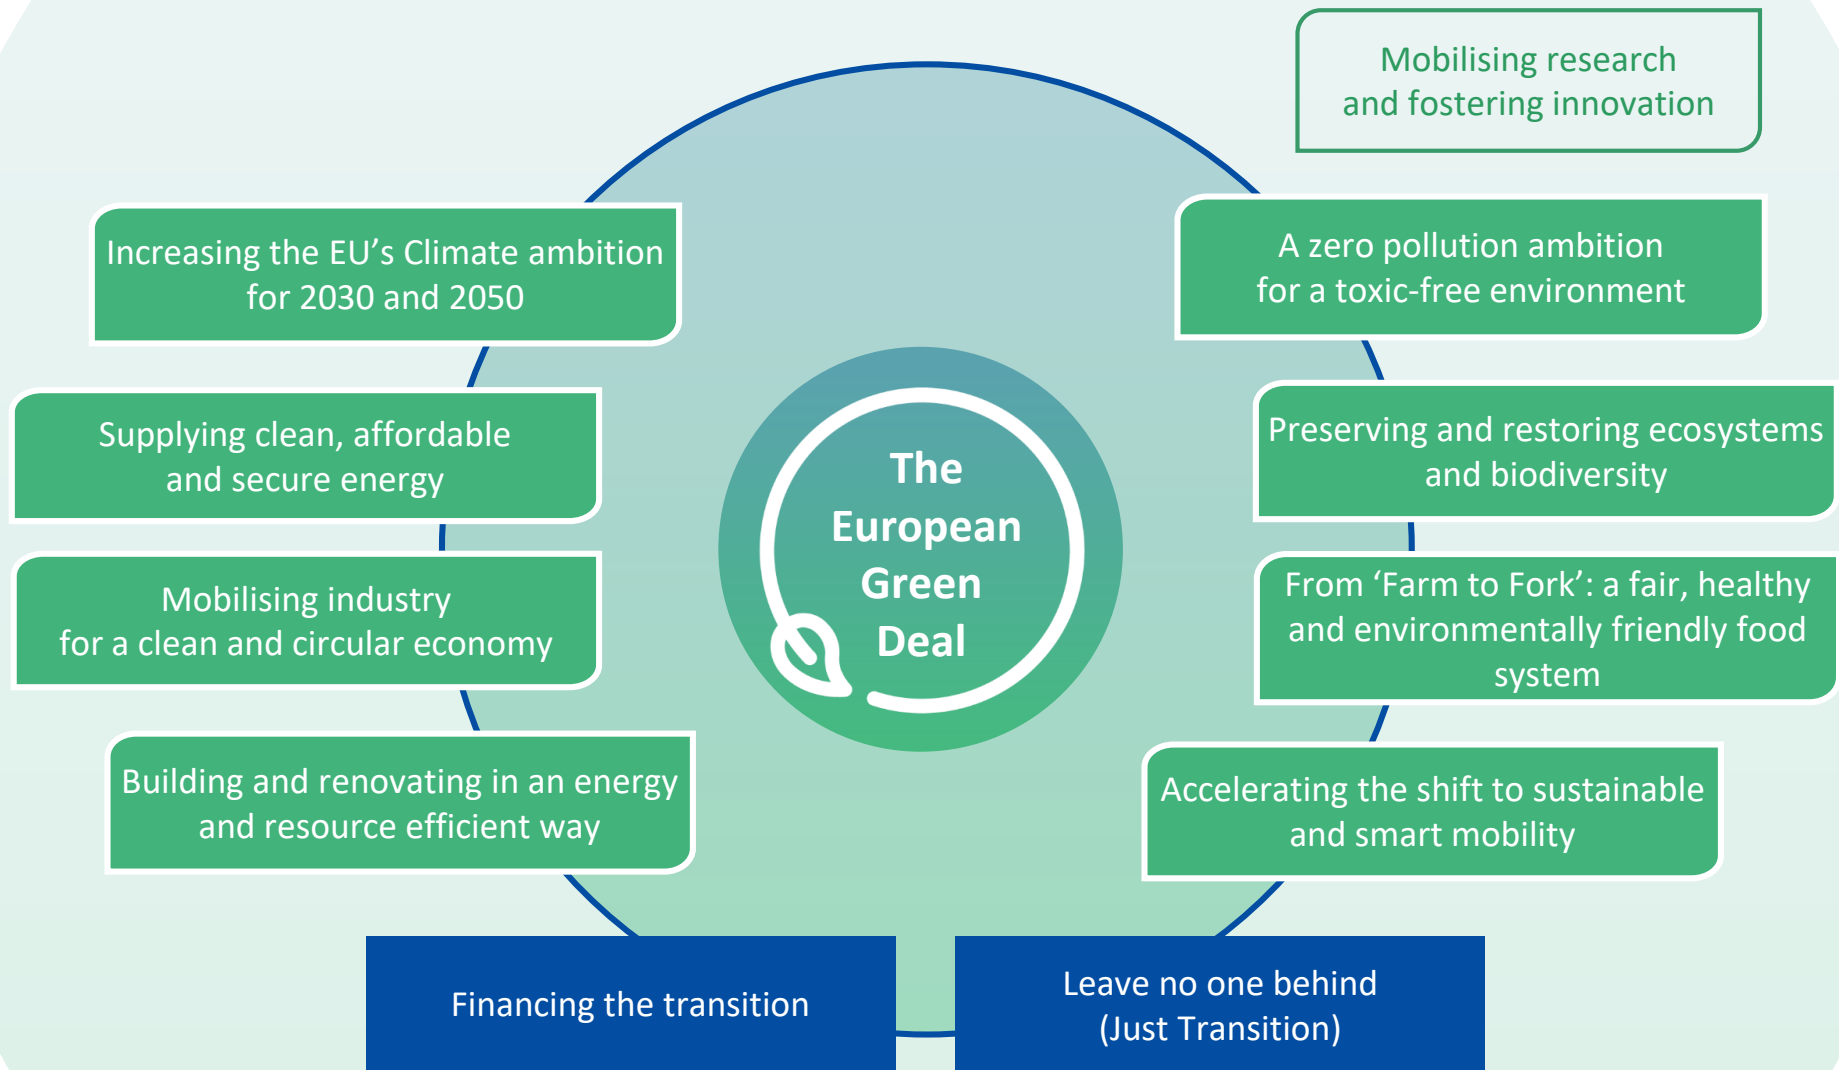 Mobilising research
and fostering innovation
Increasing the EU’s Climate ambition
for 2030 and 2050
Supplying clean, affordable
and secure energy
Mobilising industry
for a clean and circular economy
Building and renovating in an energy
and resource efficient way
The
European
Green
Deal
A zero pollution ambition
for a toxic-free environment
Preserving and restoring ecosystems
and biodiversity
From ‘Farm to Fork’: a fair, healthy
and environmentally friendly food
system
Accelerating the shift to sustainable
and smart mobility
Financing the transition
Leave no one behind
(Just Transition)